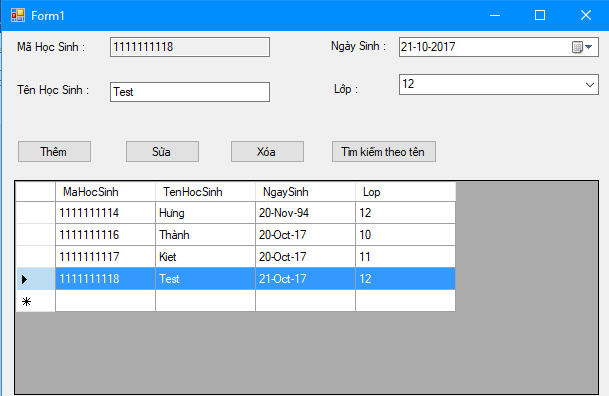 Form1
Mã Học Sinh : 1111111118 Ngày Sinh : 21-10-2017
Tên Học Sinh : Test Lớp : 12
Thêm Sửa Xóa Tìm kiếm theo tên
MaHocSinh TenHocSinh NgaySinh Lop
1111111114 Hưng 20-Nov-94 12
1111111116 Thành 20-Oct-17 10
1111111117 Kiet 20-Oct-17 11
1111111118 Test 21-Oct-17 12